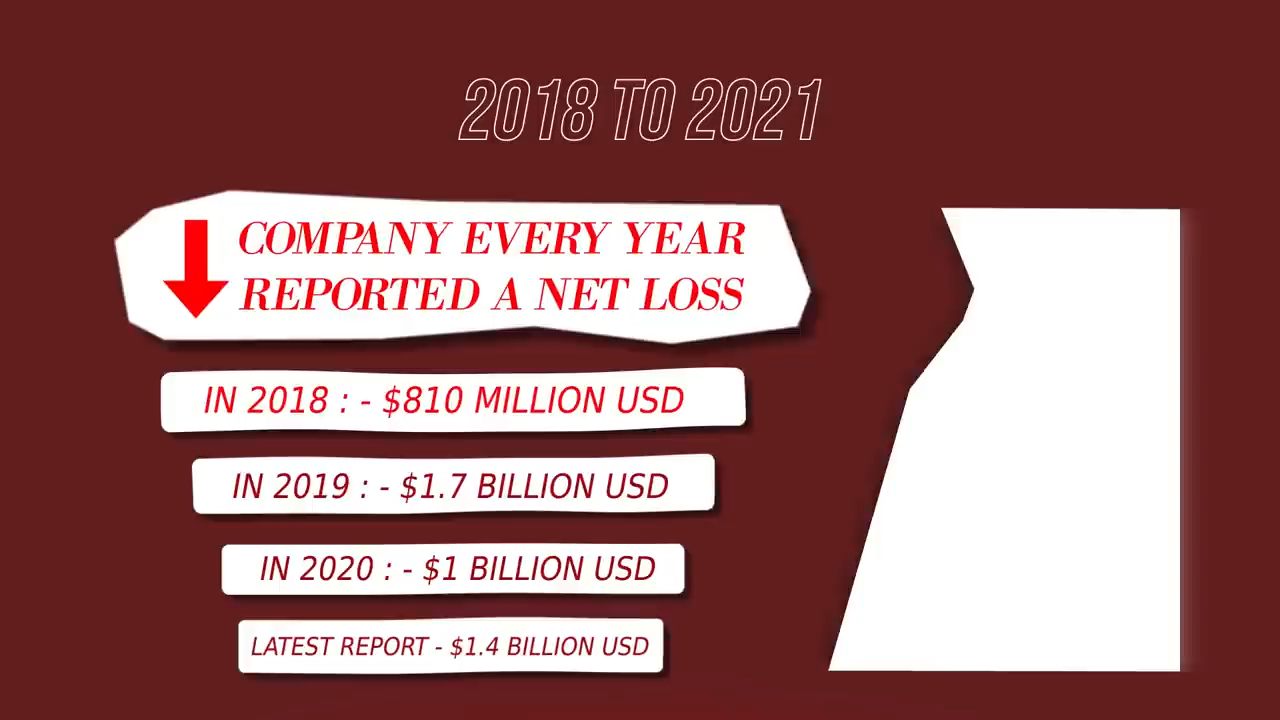 2018 TO 2021
COMPANY EVERY YEAR
REPORTED A NET LOSS
IN 2018 : - $810 MILLION USD
IN 2019 : - $1.7 BILLION USD
IN 2020 : - $1 BILLION USD
LATEST REPORT - $1.4 BILLION USD